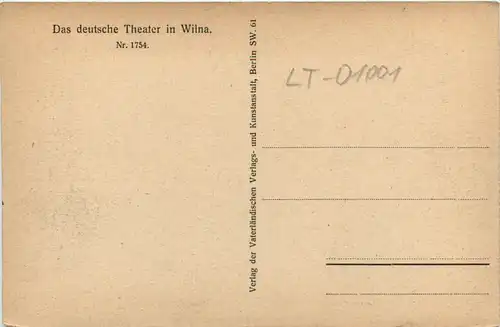 Das deutsche Theater in Wilna.
Nr. 1754.
Verlag der Vaterländischen Verlags- und Kunstanstalt, Berlin SW. 61
LT-01001